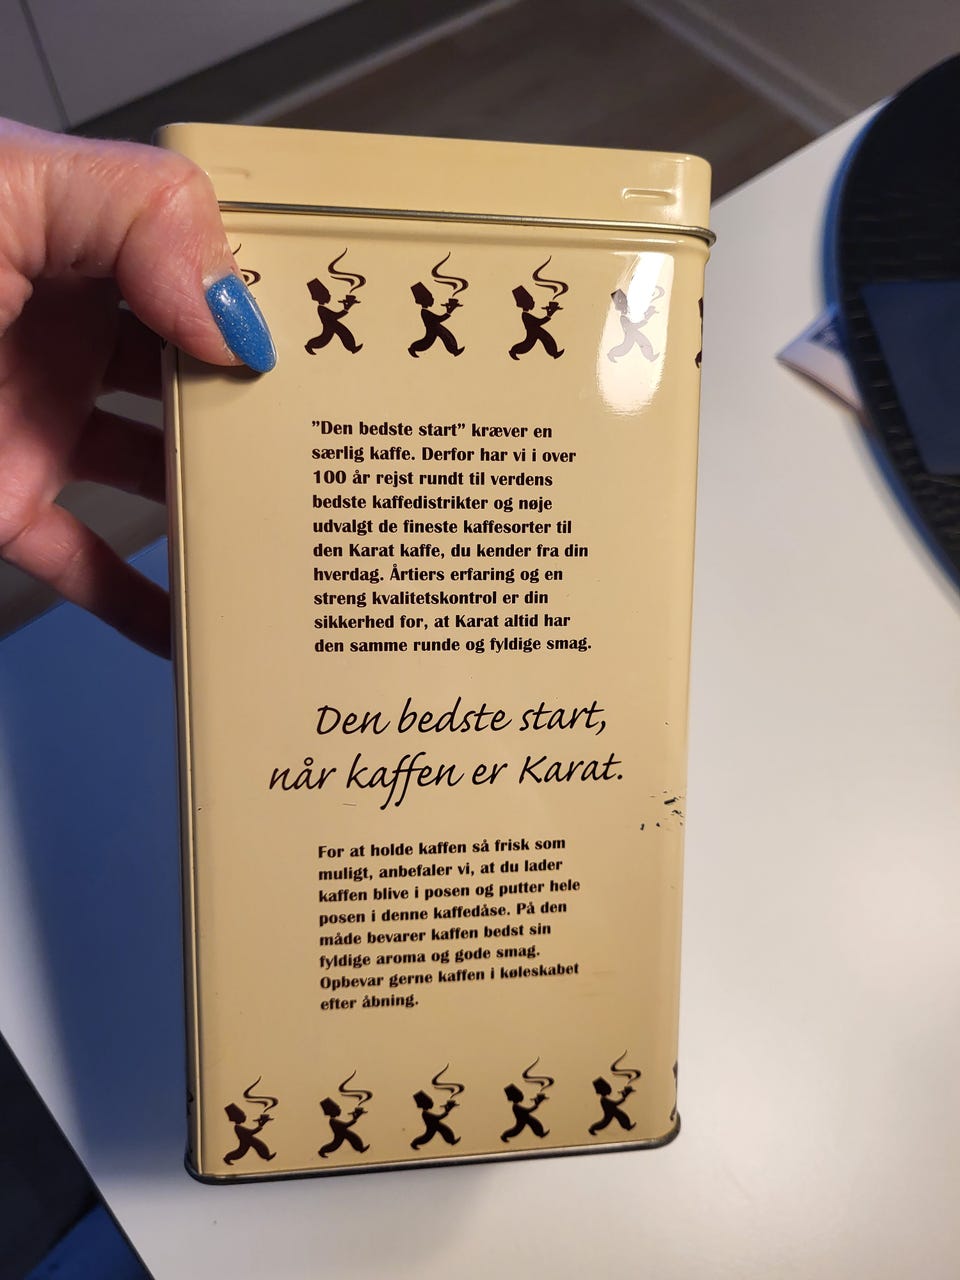 ”Den bedste start” kræver en
særlig kaffe. Derfor har vi i over
100 år rejst rundt til verdens
bedste kaffedistrikter og nøje
udvalgt de fineste kaffesorter til
den Karat kaffe, du kender fra din
hverdag. Årtiers erfaring og en
streng kvalitetskontrol er din
sikkerhed for, at Karat altid har
den samme runde og fyldige smag.
Den bedste start,
når kaffen er Karat.
For at holde kaffen så frisk som
muligt, anbefaler vi, at du lader
kaffen blive i posen og putter hele
posen i denne kaffedåse. På den
måde bevarer kaffen bedst sin
fyldige aroma og gode smag.
Opbevar gerne kaffen i køleskabet
efter åbning.